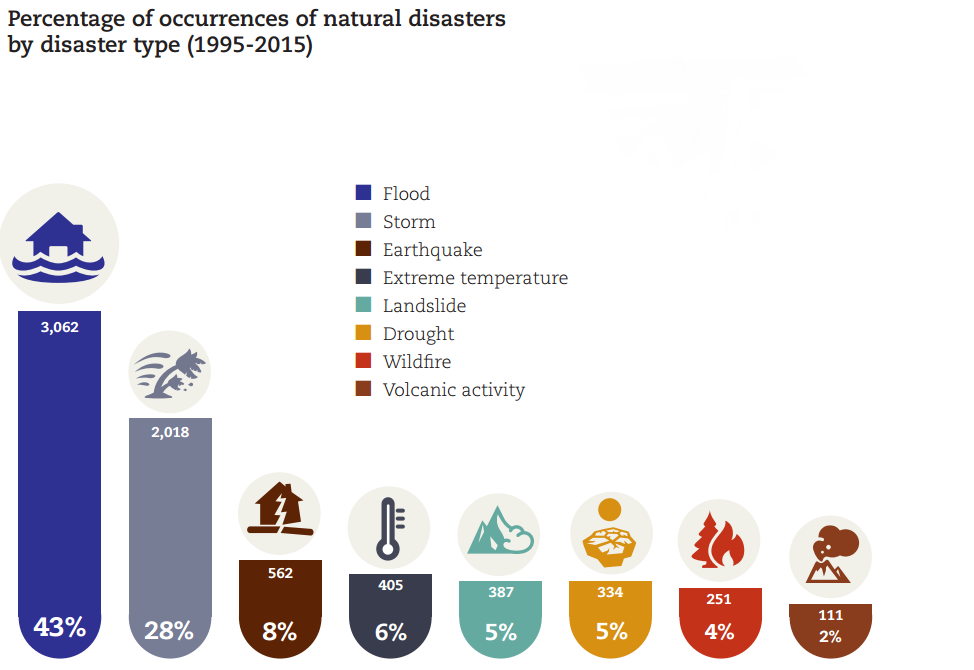 Percentage of occurrences of natural disasters
by disaster type (1995-2015)
Flood
Storm
Earthquake
Extreme temperature
Landslide
Drought
Wildfire
Volcanic activity
3,062
43%
2,018
28%
562
8%
405
6%
387
5%
334
5%
251
4%
111
2%